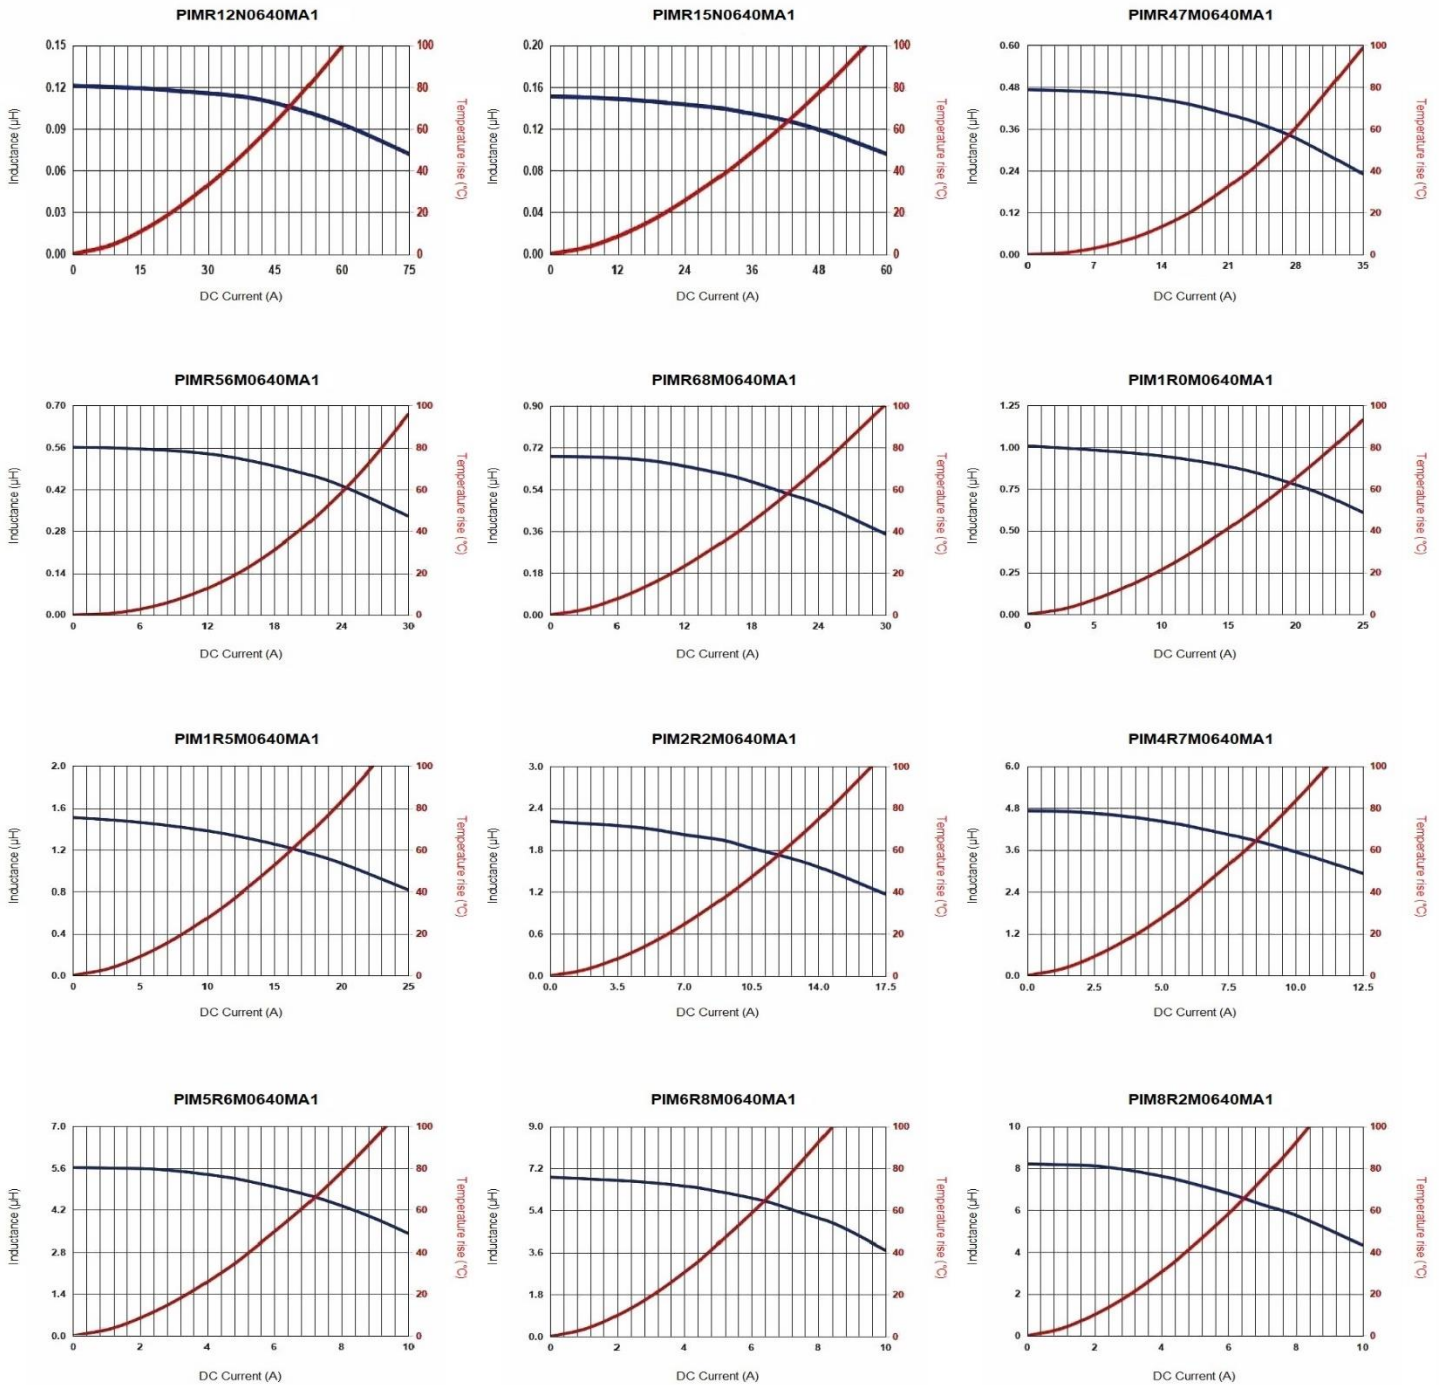 PIMR12N0640MA1
0.15
0.12
0.09
0.06
0.03
0.00
100
80
60
40
20
0
0 15 30 45 60 75
Inductance (µH)
Temperature rise (°C)
DC Current (A)
PIMR15N0640MA1
0.20
0.16
0.12
0.08
0.04
0.00
100
80
60
40
20
0
0 12 24 36 48 60
Inductance (µH)
Temperature rise (°C)
DC Current (A)
PIMR47M0640MA1
0.60
0.48
0.36
0.24
0.12
0.00
100
80
60
40
20
0
0 7 14 21 28 35
Inductance (µH)
Temperature rise (°C)
DC Current (A)
PIMR56M0640MA1
0.70
0.56
0.42
0.28
0.14
0.00
100
80
60
40
20
0
0 6 12 18 24 30
Inductance (µH)
Temperature rise (°C)
DC Current (A)
PIMR68M0640MA1
0.90
0.72
0.54
0.36
0.18
0.00
100
80
60
40
20
0
0 6 12 18 24 30
Inductance (µH)
Temperature rise (°C)
DC Current (A)
PIM1R0M0640MA1
1.25
1.00
0.75
0.50
0.25
0.00
100
80
60
40
20
0
0 5 10 15 20 25
Inductance (µH)
Temperature rise (°C)
DC Current (A)
PIM1R5M0640MA1
2.0
1.6
1.2
0.8
0.4
0.0
100
80
60
40
20
0
0 5 10 15 20 25
Inductance (µH)
Temperature rise (°C)
DC Current (A)
PIM2R2M0640MA1
3.0
2.4
1.8
1.2
0.6
0.0
100
80
60
40
20
0
0.0 3.5 7.0 10.5 14.0 17.5
Inductance (µH)
Temperature rise (°C)
DC Current (A)
PIM4R7M0640MA1
6.0
4.8
3.6
2.4
1.2
0.0
100
80
60
40
20
0
0.0 2.5 5.0 7.5 10.0 12.5
Inductance (µH)
Temperature rise (°C)
DC Current (A)
PIM5R6M0640MA1
7.0
5.6
4.2
2.8
1.4
0.0
100
80
60
40
20
0
0 2 4 6 8 10
Inductance (µH)
Temperature rise (°C)
DC Current (A)
PIM6R8M0640MA1
9.0
7.2
5.4
3.6
1.8
0.0
100
80
60
40
20
0
0 2 4 6 8 10
Inductance (µH)
Temperature rise (°C)
DC Current (A)
PIM8R2M0640MA1
10
8
6
4
2
0
100
80
60
40
20
0
0 2 4 6 8 10
Inductance (µH)
Temperature rise (°C)
DC Current (A)